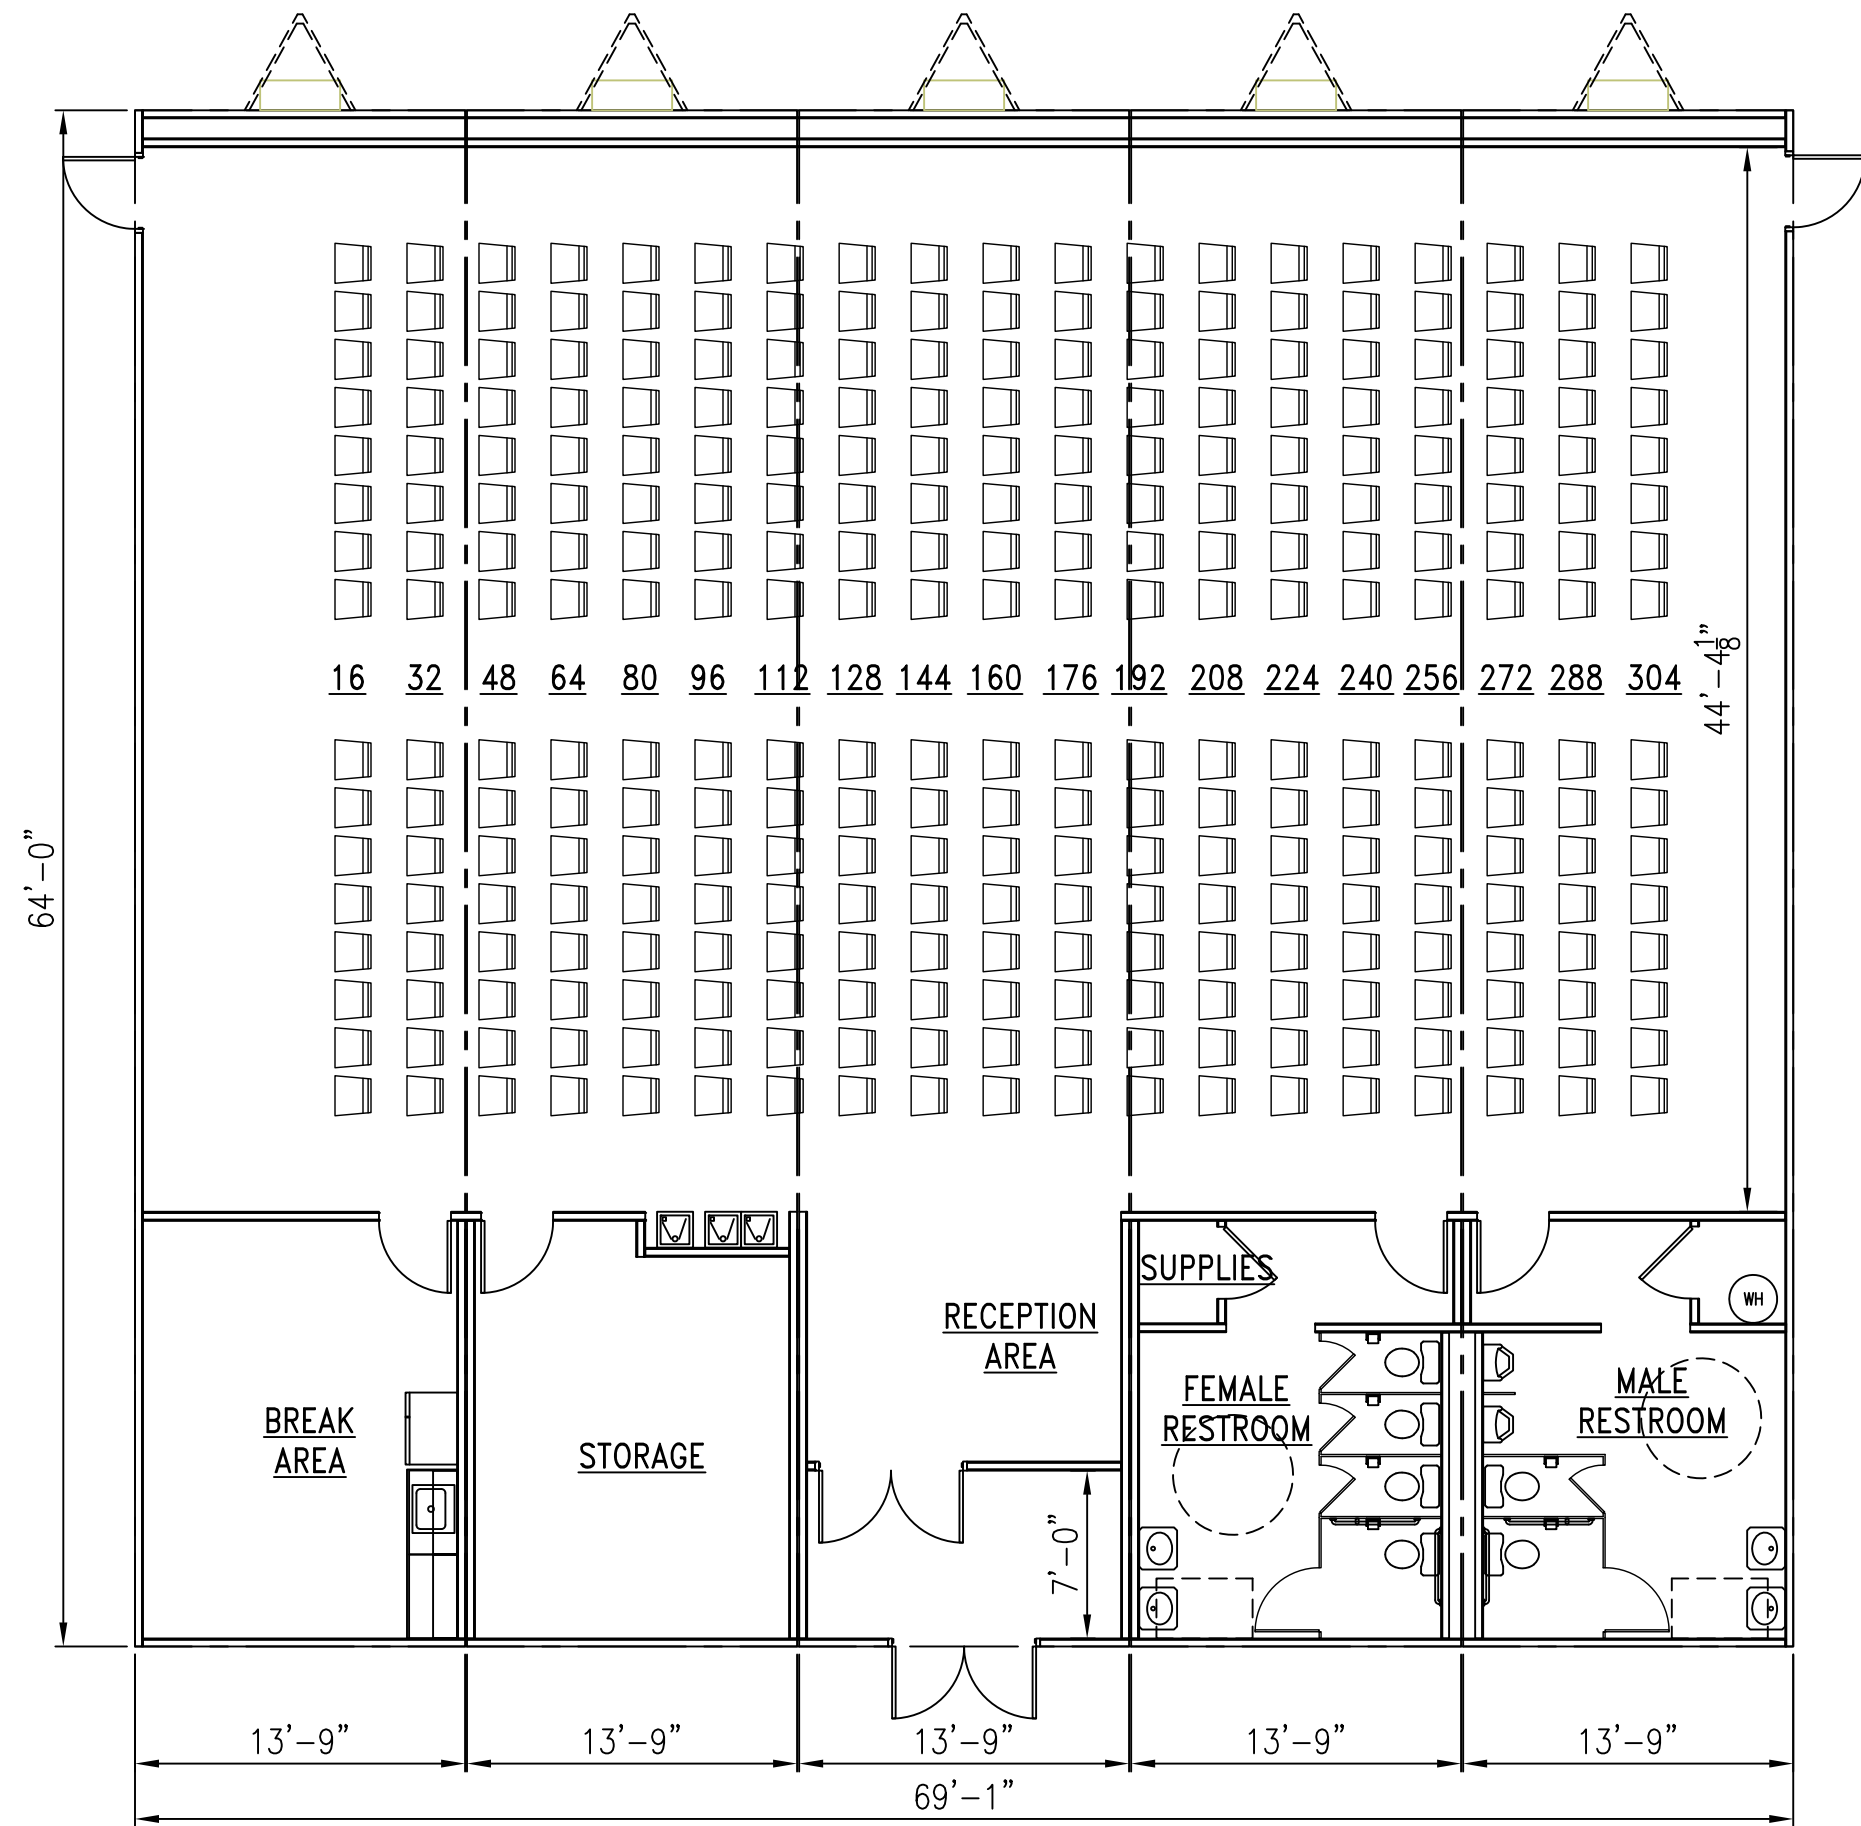 16 32 48 64 80 96 112 128 144 160 176 192 208 224 240 256 272 288 304
44'-4 1/8"
64'-0"
SUPPLIES
WH
RECEPTION
AREA
BREAK
AREA
STORAGE
FEMALE
RESTROOM
MALE
RESTROOM
7'-0"
13'-9" 13'-9" 13'-9" 13'-9" 13'-9"
69'-1"